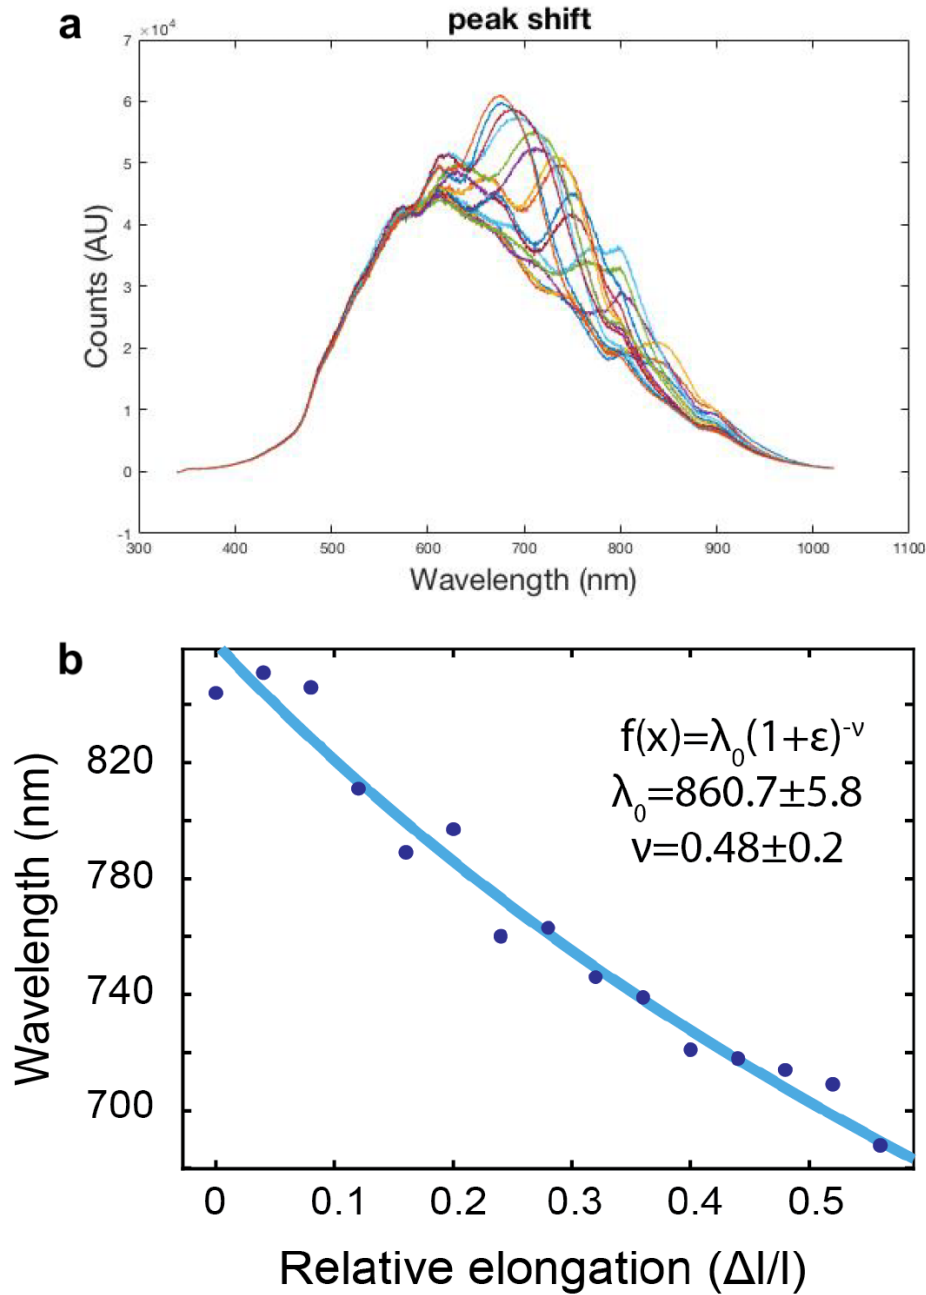 a
peak shift
×10⁴
7
6
5
4
3
2
1
0
-1
Counts (AU)
300 400 500 600 700 800 900 1000 1100
Wavelength (nm)
b
f(x)=λ₀(1+ε)⁻ᵛ
λ₀=860.7±5.8
ν=0.48±0.2
820
780
740
700
Wavelength (nm)
0 0.1 0.2 0.3 0.4 0.5
Relative elongation (Δl/l)